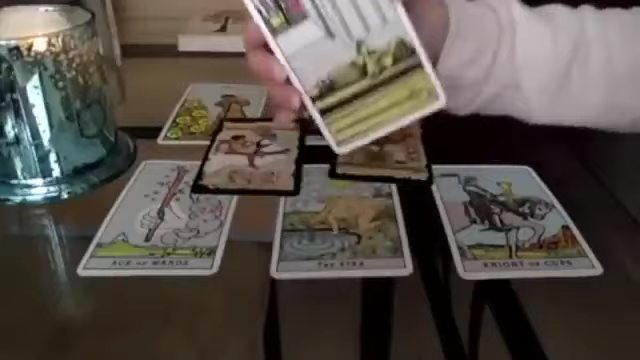 ACE OF WANDS
THE STAR
KNIGHT OF CUPS